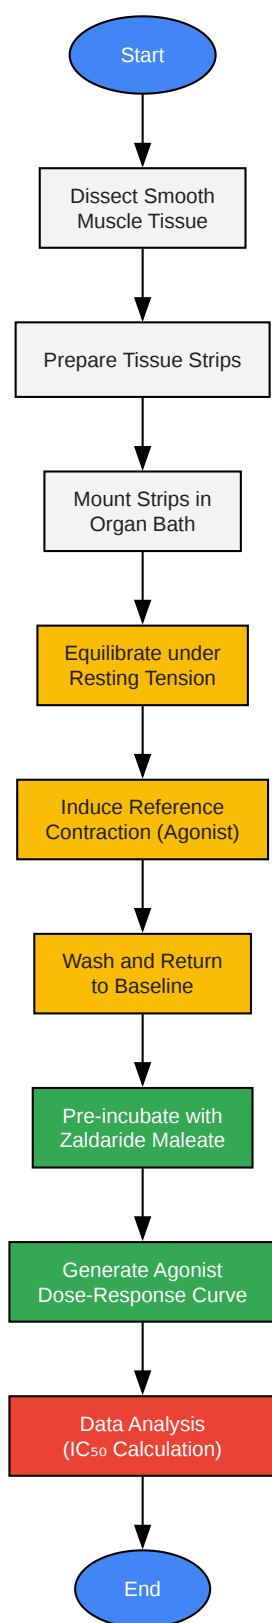 Start
Dissect Smooth
Muscle Tissue
Prepare Tissue Strips
Mount Strips in
Organ Bath
Equilibrate under
Resting Tension
Induce Reference
Contraction (Agonist)
Wash and Return
to Baseline
Pre-incubate with
Zaldaride Maleate
Generate Agonist
Dose-Response Curve
Data Analysis
(IC₅₀ Calculation)
End